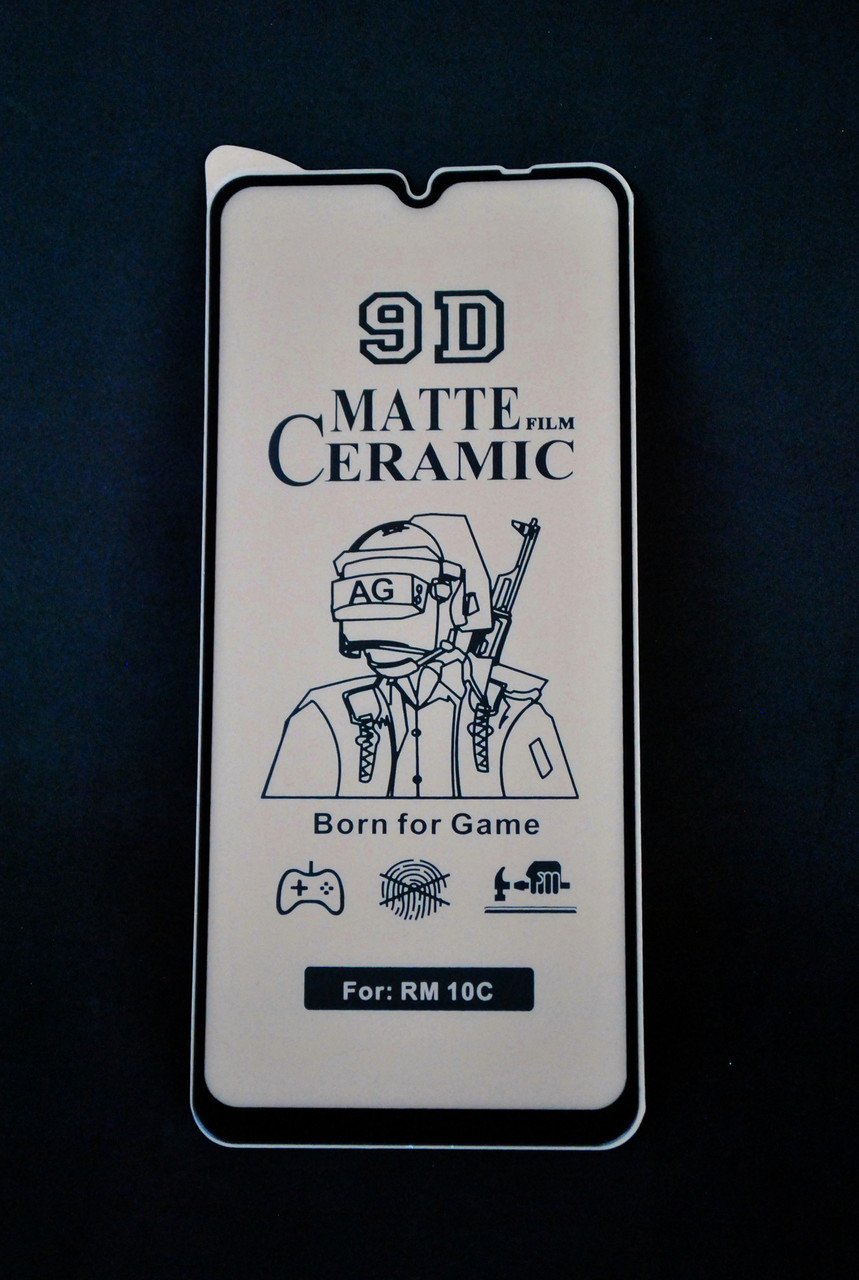 9D
MATTE FILM
CERAMIC
AG
Born for Game
For: RM 10C